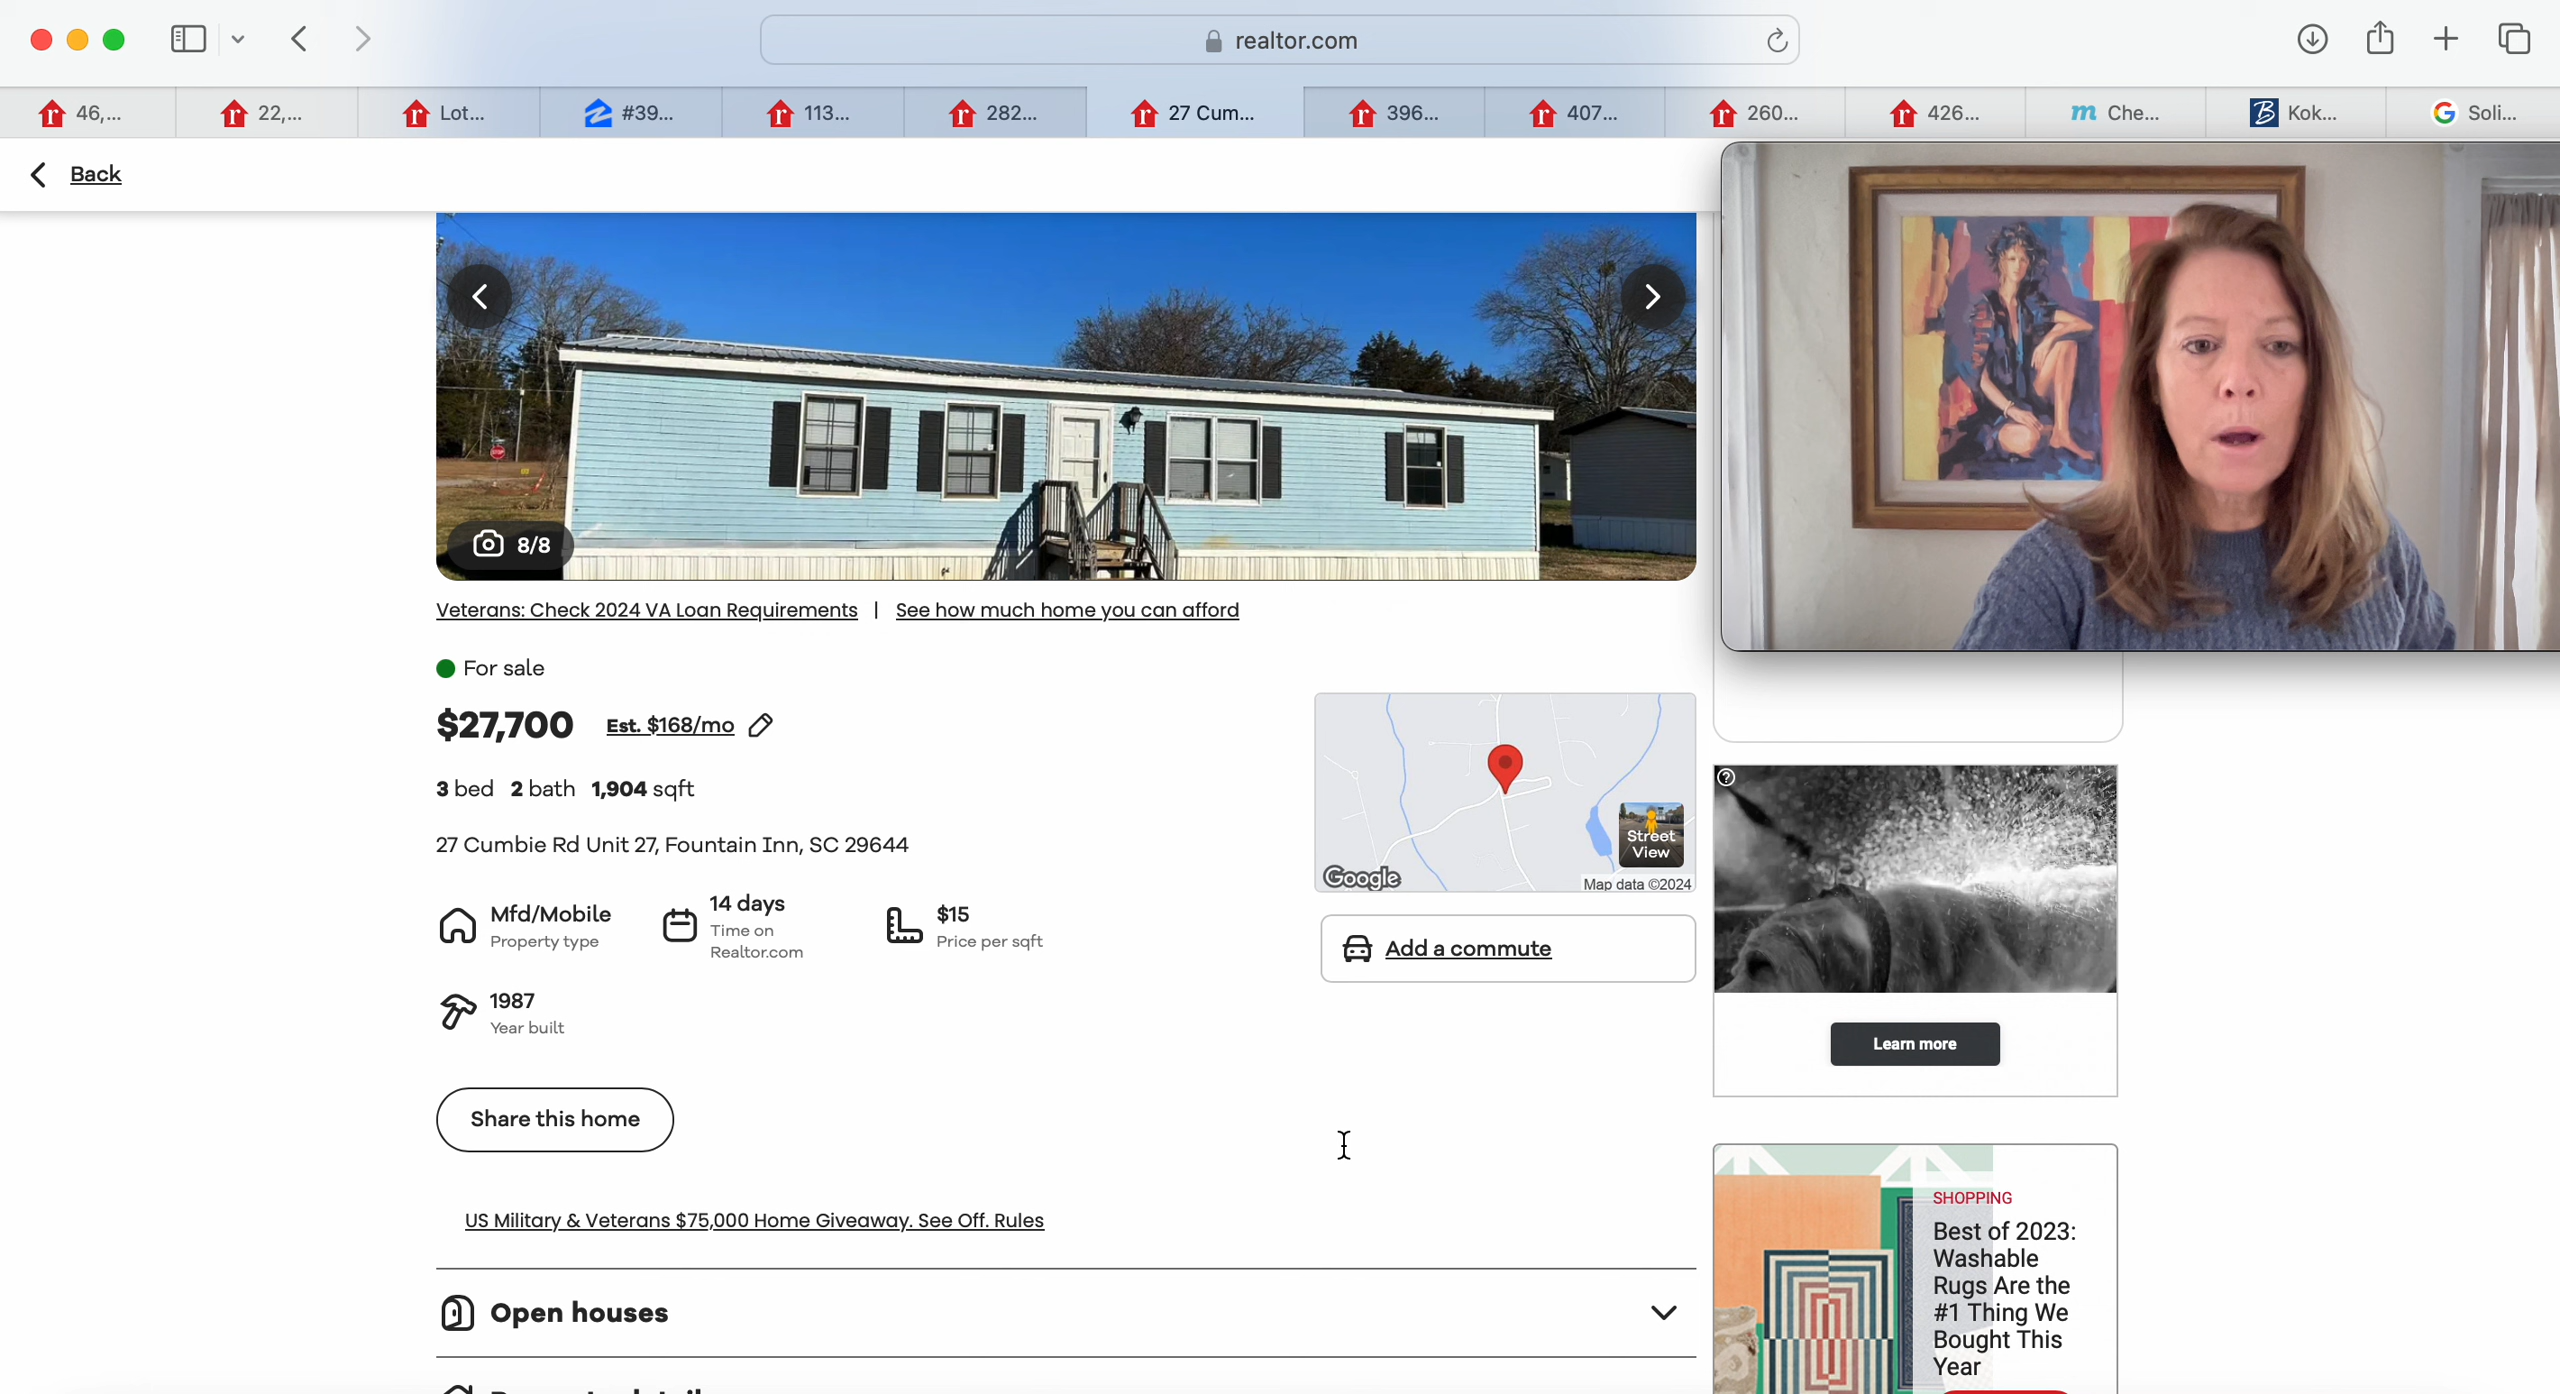 realtor.com
46,...
22,...
Lot...
#39...
113...
282...
27 Cum...
396...
407...
260...
426...
Che...
Kok...
Soli...
Back
8/8
Veterans: Check 2024 VA Loan Requirements | See how much home you can afford
For sale
$27,700 Est. $168/mo
3 bed 2 bath 1,904 sqft
27 Cumbie Rd Unit 27, Fountain Inn, SC 29644
Mfd/Mobile
Property type
14 days
Time on
Realtor.com
$15
Price per sqft
1987
Year built
Share this home
US Military & Veterans $75,000 Home Giveaway. See Off. Rules
Open houses
Street
View
Google
Map data ©2024
Add a commute
Learn more
SHOPPING
Best of 2023:
Washable
Rugs Are the
#1 Thing We
Bought This
Year